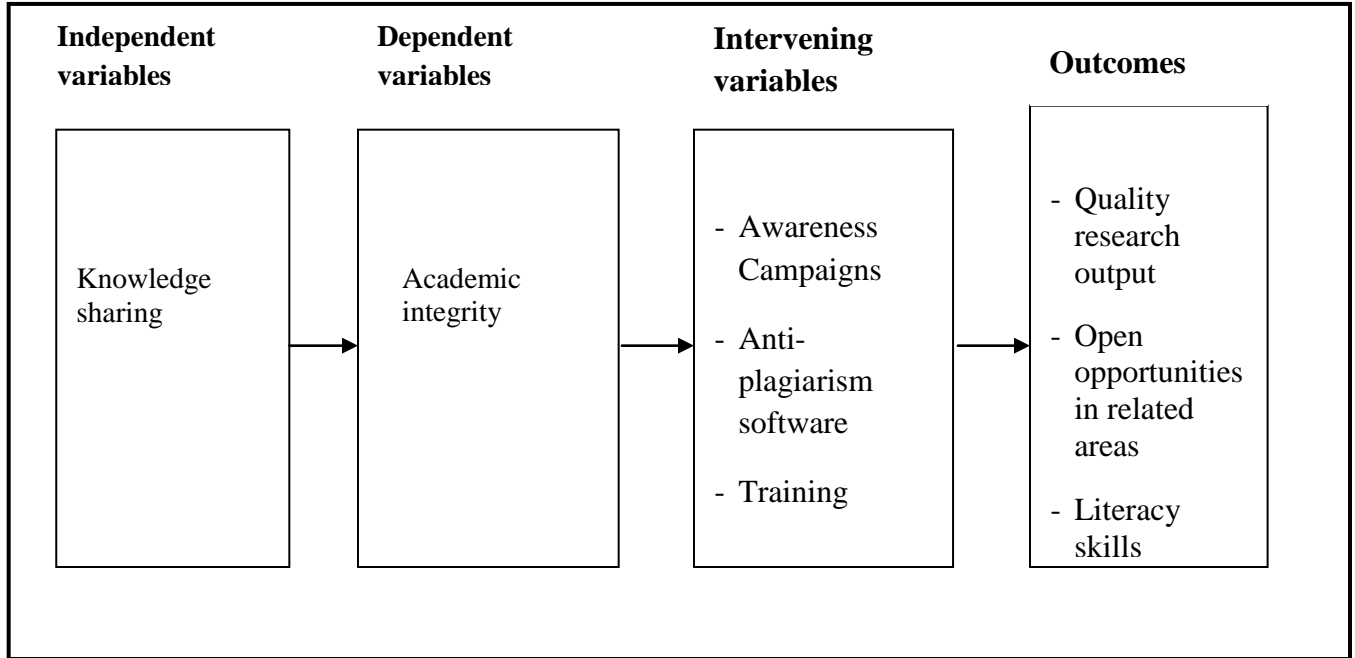 Independent
variables
Dependent
variables
Intervening
variables
Outcomes
Knowledge
sharing
Academic
integrity
- Awareness
Campaigns
- Anti-
plagiarism
software
- Training
- Quality
research
output
- Open
opportunities
in related
areas
- Literacy
skills